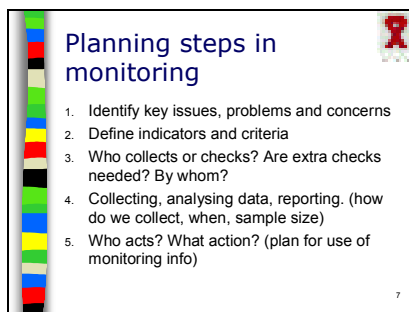 Planning steps in
monitoring
1. Identify key issues, problems and concerns
2. Define indicators and criteria
3. Who collects or checks? Are extra checks
needed? By whom?
4. Collecting, analysing data, reporting. (how
do we collect, when, sample size)
5. Who acts? What action? (plan for use of
monitoring info)
7